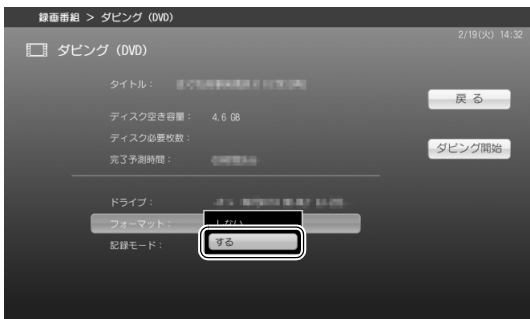 録画番組 > ダビング (DVD)
2/19(火) 14:32
ダビング (DVD)
タイトル：
戻る
ディスク空き容量： 4.6 GB
ディスク必要枚数：
ダビング開始
完了予測時間：
ドライブ：
しない
フォーマット：
する
記録モード：